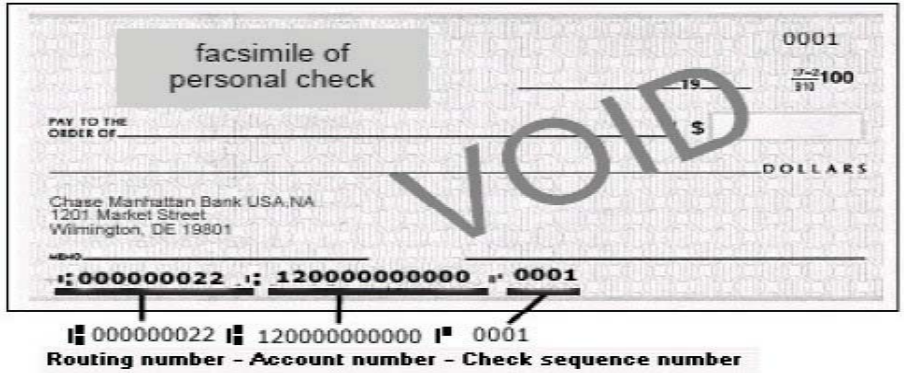 facsimile of
personal check
0001
19
100
PAY TO THE
ORDER OF
$
VOID
DOLLARS
Chase Manhattan Bank USA,NA
1201 Market Street
Wilmington, DE 19801
MEMO
⑆000000022 ⑆ 120000000000 ⑈ 0001
⑆ 000000022 ⑆ 120000000000 ⑈ 0001
Routing number - Account number - Check sequence number